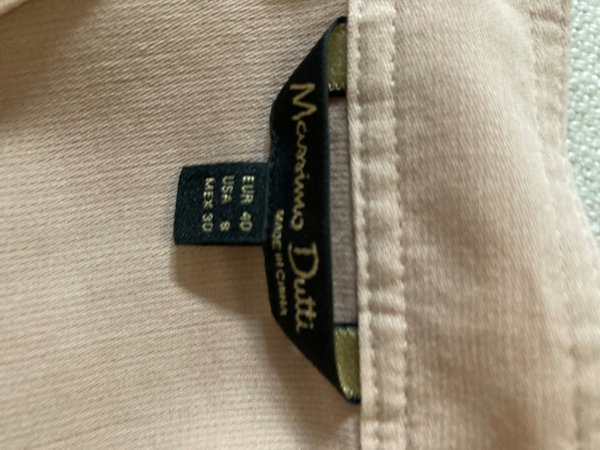 Massimo Dutti
MADE IN CHINA
EUR 40
USA 8
MEX 30